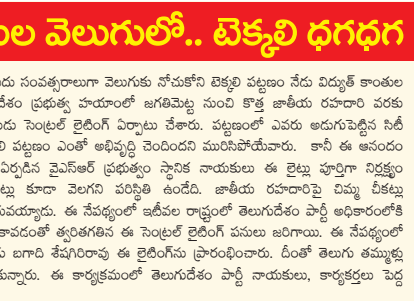 వెలుగులో.. టెక్కలి ధగధగ
సంవత్సరాలుగా వెలుగుకు నోచుకోని టెక్కలి పట్టణం నేడు విద్యుత్ కాంతుల
ప్రభుత్వ హయాంలో జగతిమెట్ట నుంచి కొత్త జాతీయ రహదారి వరకు
సెంట్రల్ లైటింగ్ ఏర్పాటు చేశారు. పట్టణంలో ఎవరు అడుగుపెట్టిన సిటీ
పట్టణం ఎంతో అభివృద్ధి చెందిందని మురిసిపోయేవారు. కానీ ఈ ఆనందం
ఏర్పడిన వైఎస్ఆర్ ప్రభుత్వం స్థానిక నాయకులు ఈ లైట్లు పూర్తిగా నిర్లక్ష్యం
కూడా వెలగని పరిస్థితి ఉండేది. జాతీయ రహదారిపై చిమ్మ చీకట్లు
ఈ నేపథ్యంలో ఇటీవల రాష్ట్రంలో తెలుగుదేశం పార్టీ అధికారంలోకి
కావడంతో త్వరితగతిన ఈ సెంట్రల్ లైటింగ్ పనులు జరిగాయి. ఈ నేపథ్యంలో
బగాది శేషగిరిరావు ఈ లైటింగ్‌ను ప్రారంభించారు. దీంతో తెలుగు తమ్ముళ్లు
ఈ కార్యక్రమంలో తెలుగుదేశం పార్టీ నాయకులు, కార్యకర్తలు పెద్ద